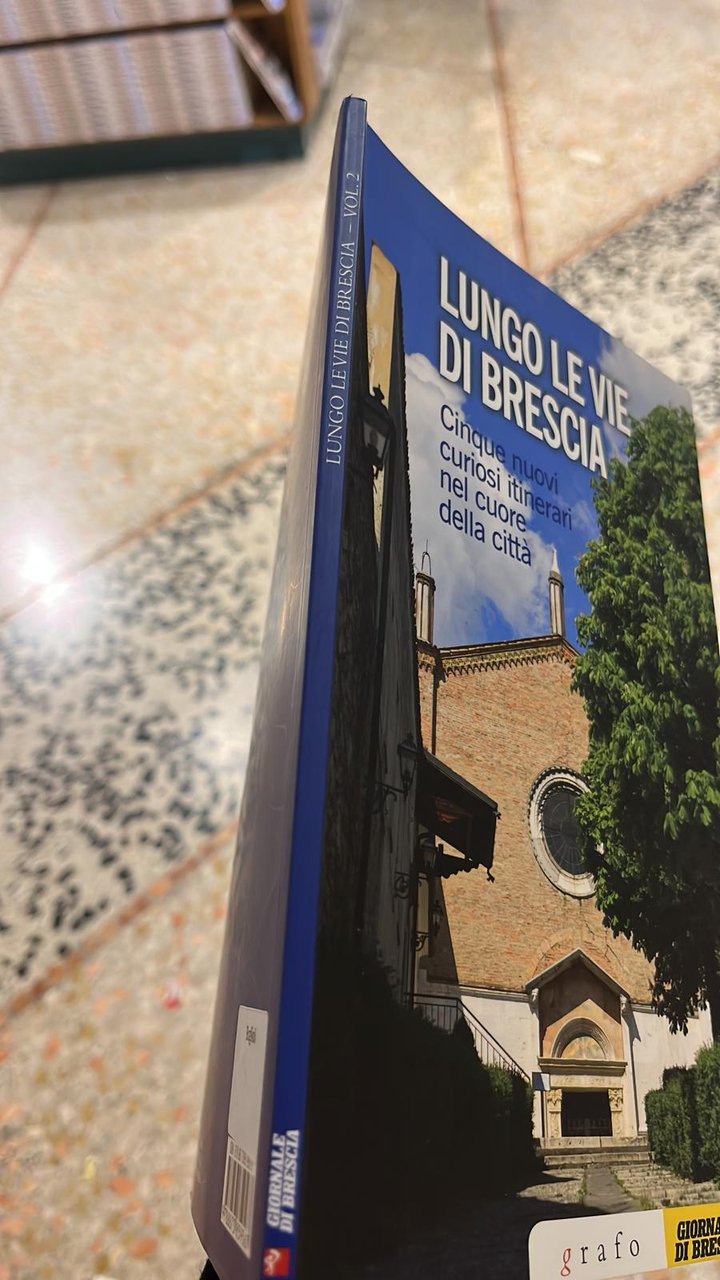 LUNGO LE VIE DI BRESCIA – VOL. 2
GIORNALE
DI BRESCIA
LUNGO LE VIE
DI BRESCIA
Cinque nuovi
curiosi itinerari
nel cuore
della città
grafo
GIORNA
DI BRES